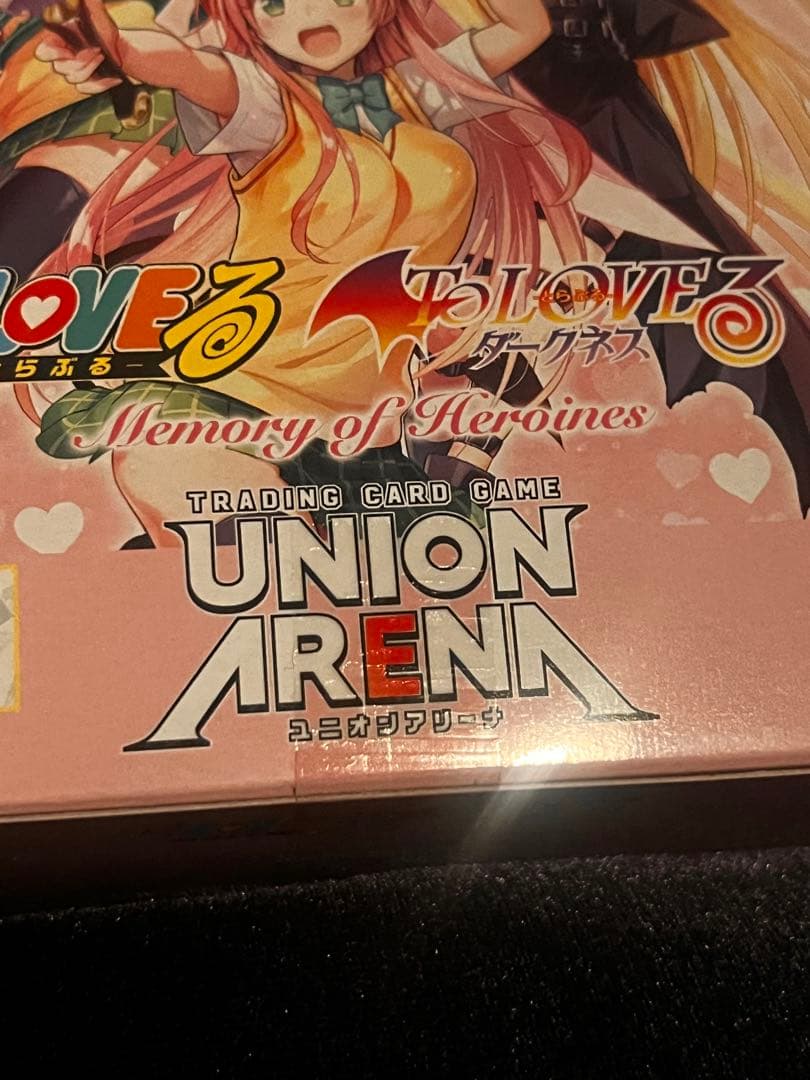 LOVEる
らぶる
To LOVEる
とらぶる
ダークネス
Memory of Heroines
TRADING CARD GAME
UNION
ARENA
ユニオンアリーナ